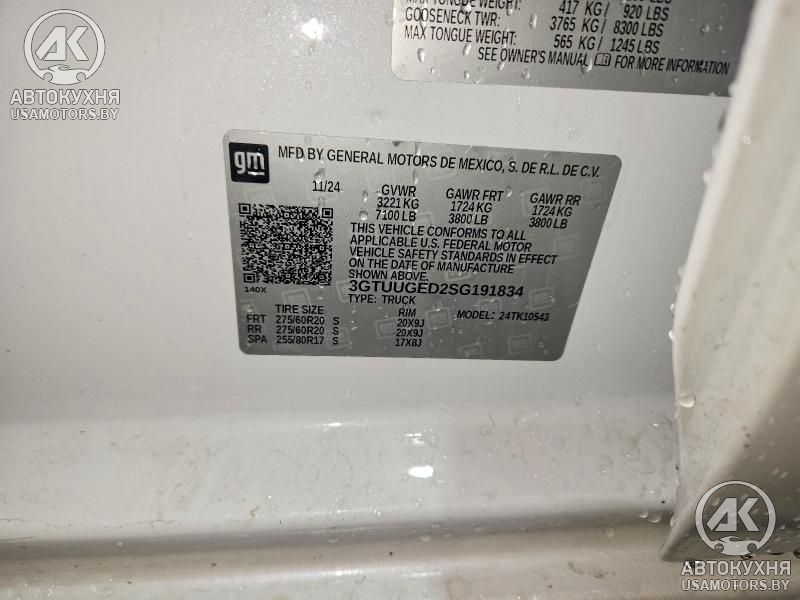 AK
АВТОКУХНЯ
USAMOTORS.BY
MAX TONGUE WEIGHT: 417 KG / 920 LBS
GOOSENECK TWR: 3765 KG / 8300 LBS
MAX TONGUE WEIGHT: 565 KG / 1245 LBS
SEE OWNER'S MANUAL FOR MORE INFORMATION
gm
MFD BY GENERAL MOTORS DE MEXICO, S. DE R.L. DE C.V.
11/24 GVWR GAWR FRT GAWR RR
3221 KG 1724 KG 1724 KG
7100 LB 3800 LB 3800 LB
THIS VEHICLE CONFORMS TO ALL
APPLICABLE U.S. FEDERAL MOTOR
VEHICLE SAFETY STANDARDS IN EFFECT
ON THE DATE OF MANUFACTURE
SHOWN ABOVE.
140X
3GTUUGED2SG191834
TYPE: TRUCK
TIRE SIZE RIM MODEL: 24TK10543
FRT 275/60R20 S 20X9J
RR 275/60R20 S 20X9J
SPA 255/80R17 S 17X8J
AK
АВТОКУХНЯ
USAMOTORS.BY